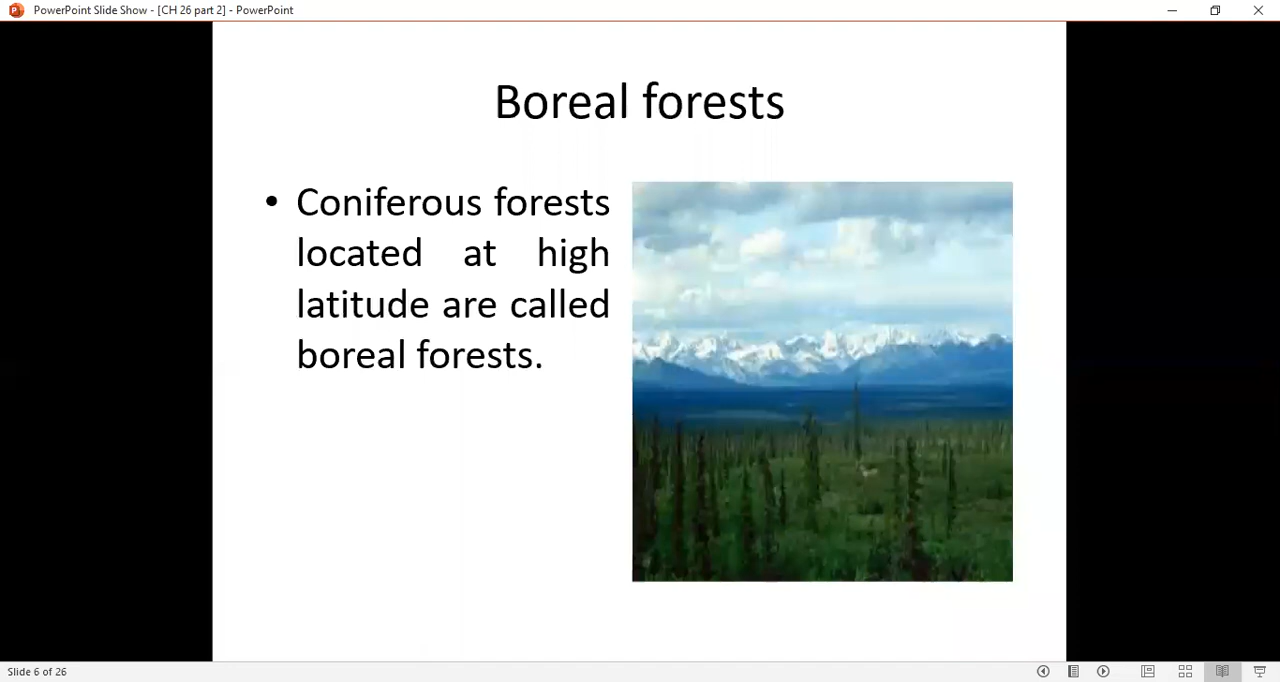 PowerPoint Slide Show - [CH 26 part 2] - PowerPoint
Boreal forests
• Coniferous forests
located at high
latitude are called
boreal forests.
Slide 6 of 26